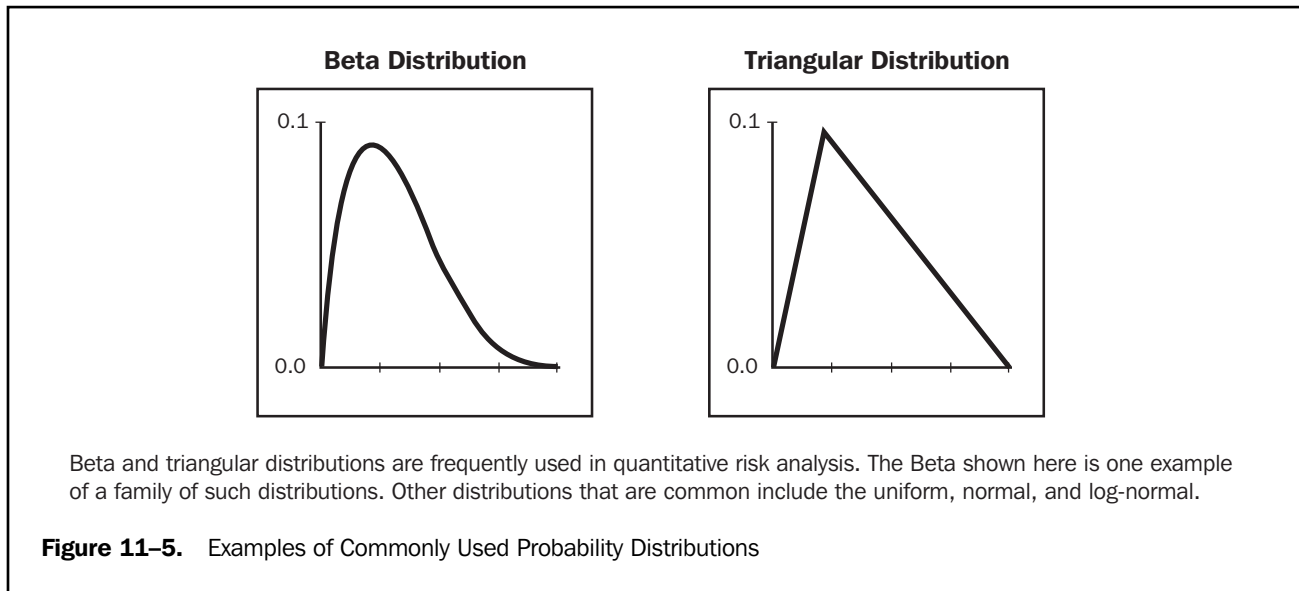 Beta Distribution
0.1
0.0
Triangular Distribution
0.1
0.0
Beta and triangular distributions are frequently used in quantitative risk analysis. The Beta shown here is one example
of a family of such distributions. Other distributions that are common include the uniform, normal, and log-normal.
Figure 11–5. Examples of Commonly Used Probability Distributions